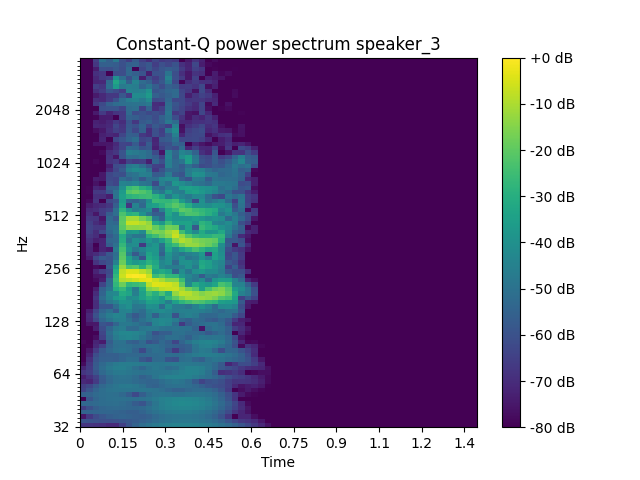 Constant-Q power spectrum speaker_3
Hz
2048
1024
512
256
128
64
32
0 0.15 0.3 0.45 0.6 0.75 0.9 1.1 1.2 1.4
Time
+0 dB
-10 dB
-20 dB
-30 dB
-40 dB
-50 dB
-60 dB
-70 dB
-80 dB